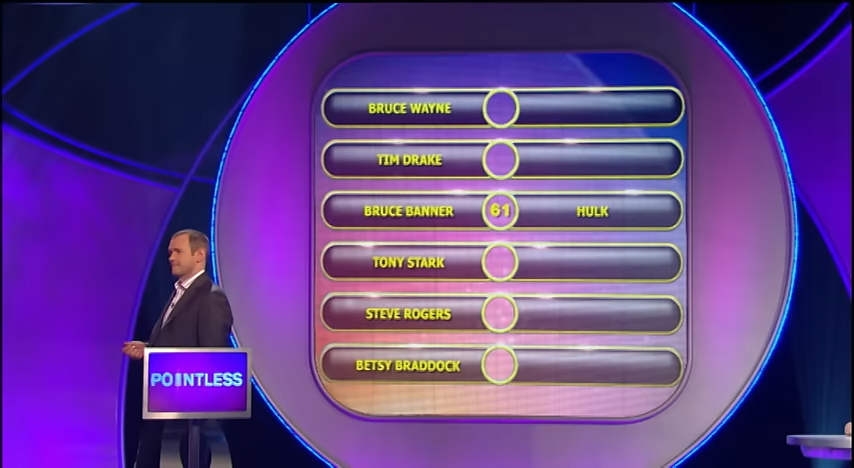 BRUCE WAYNE
TIM DRAKE
BRUCE BANNER 61 HULK
TONY STARK
STEVE ROGERS
BETSY BRADDOCK
POINTLESS